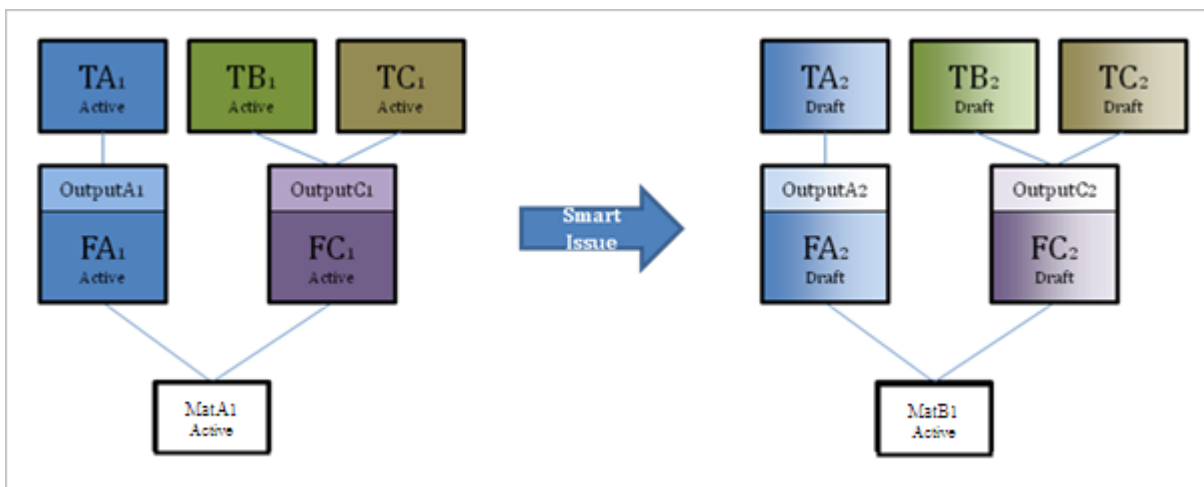 TA1
Active
TB1
Active
TC1
Active
OutputA1
FA1
Active
OutputC1
FC1
Active
MatA1
Active
Smart
Issue
TA2
Draft
TB2
Draft
TC2
Draft
OutputA2
FA2
Draft
OutputC2
FC2
Draft
MatB1
Active